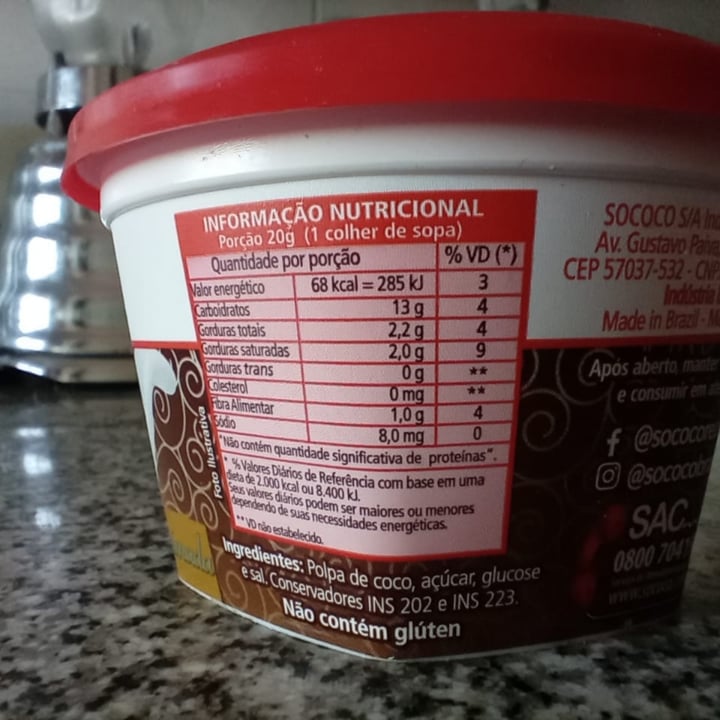 INFORMAÇÃO NUTRICIONAL
Porção 20g (1 colher de sopa)
Quantidade por porção % VD (*)
Valor energético 68 kcal = 285 kJ 3
Carboidratos 13 g 4
Gorduras totais 2,2 g 4
Gorduras saturadas 2,0 g 9
Gorduras trans 0 g **
Colesterol 0 mg **
Fibra Alimentar 1,0 g 4
Sódio 8,0 mg 0
"Não contém quantidade significativa de proteínas".
* % Valores Diários de Referência com base em uma
dieta de 2.000 kcal ou 8.400 kJ.
Seus valores diários podem ser maiores ou menores
dependendo de suas necessidades energéticas.
** VD não estabelecido.
Foto Ilustrativa
Ingredientes: Polpa de coco, açúcar, glucose
e sal. Conservadores INS 202 e INS 223.
Não contém glúten
SOCOCO S/A
Av. Gustavo
CEP 57037-532 -
Indústria
Made in Brazil -
Após aberto,
e consumir em
SAC
0800